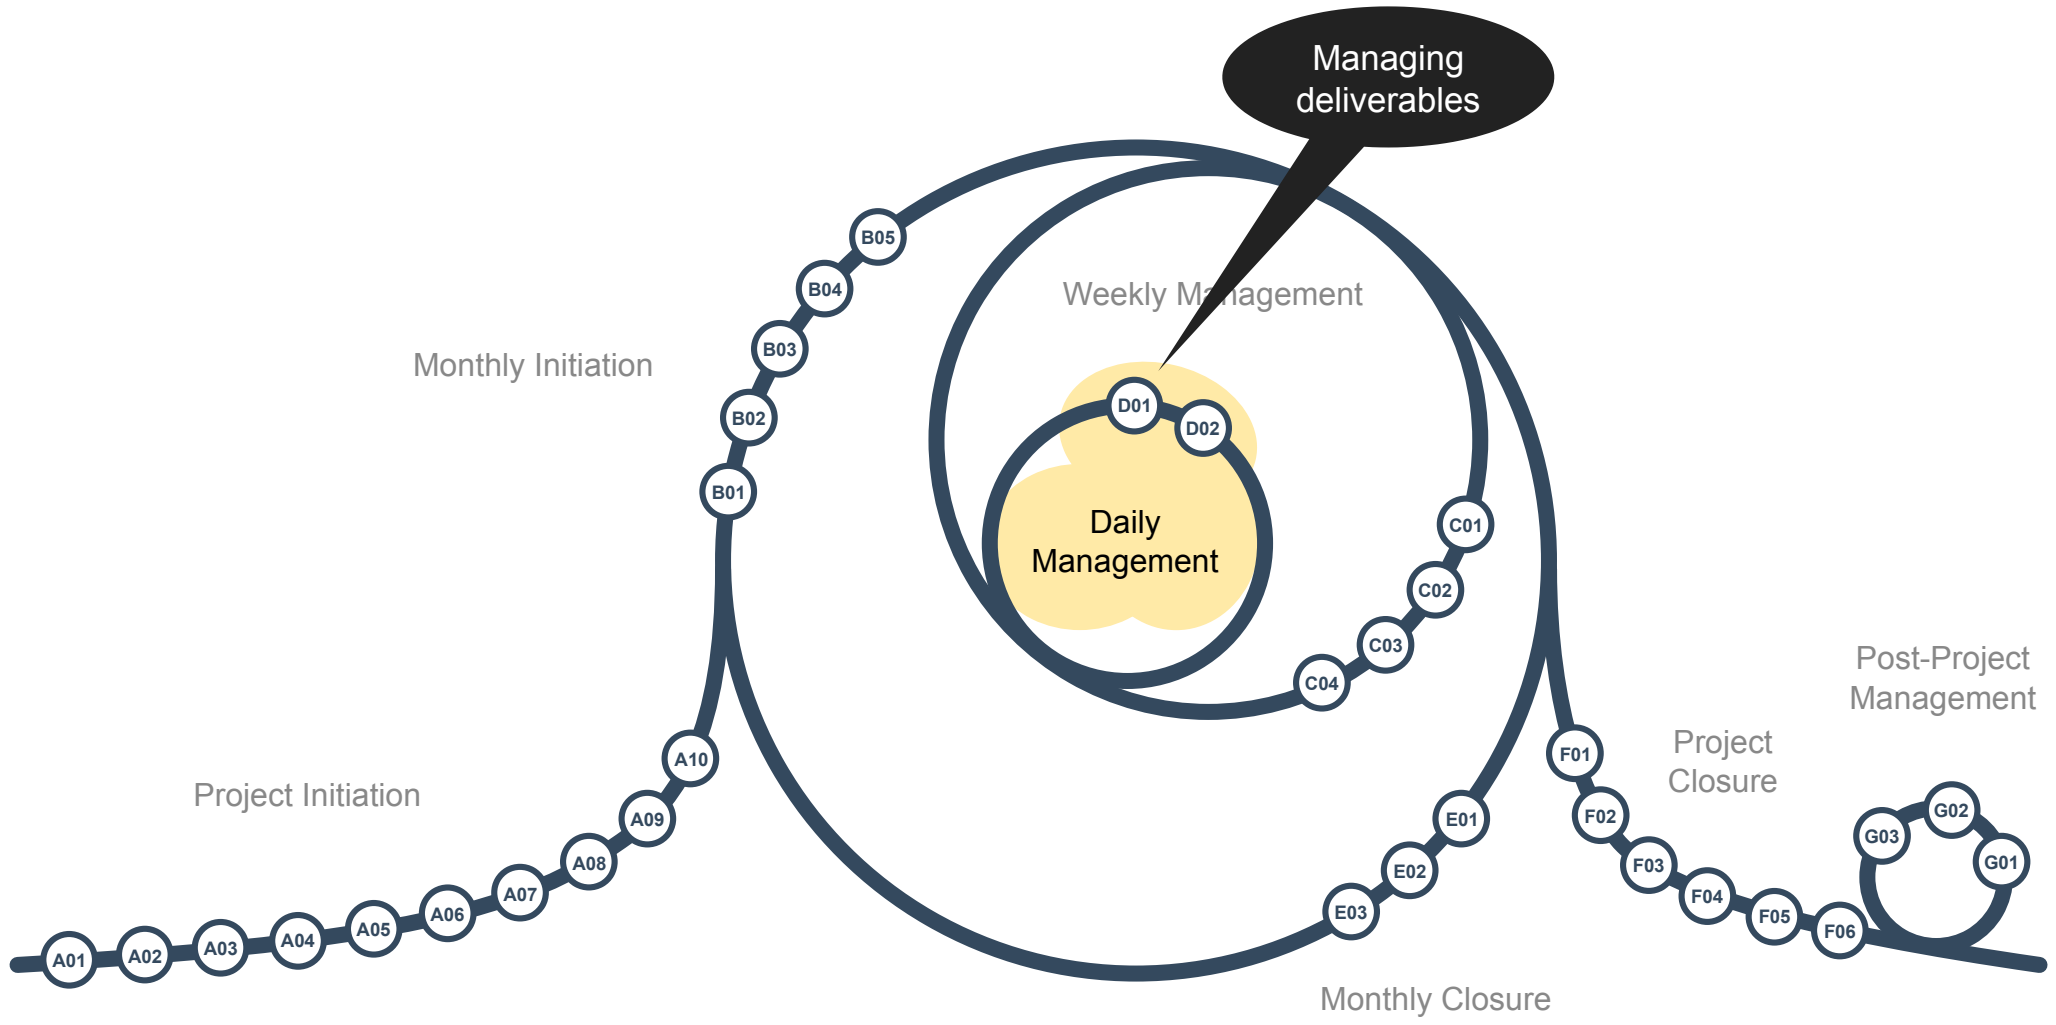 Managing
deliverables
B05
B04
B03
B02
B01
Monthly Initiation
Weekly Management
D01
D02
Daily
Management
C01
C02
C03
C04
A10
A09
A08
A07
A06
A05
A04
A03
A02
A01
Project Initiation
E01
E02
E03
Monthly Closure
F01
F02
F03
F04
F05
F06
Project
Closure
Post-Project
Management
G03
G02
G01